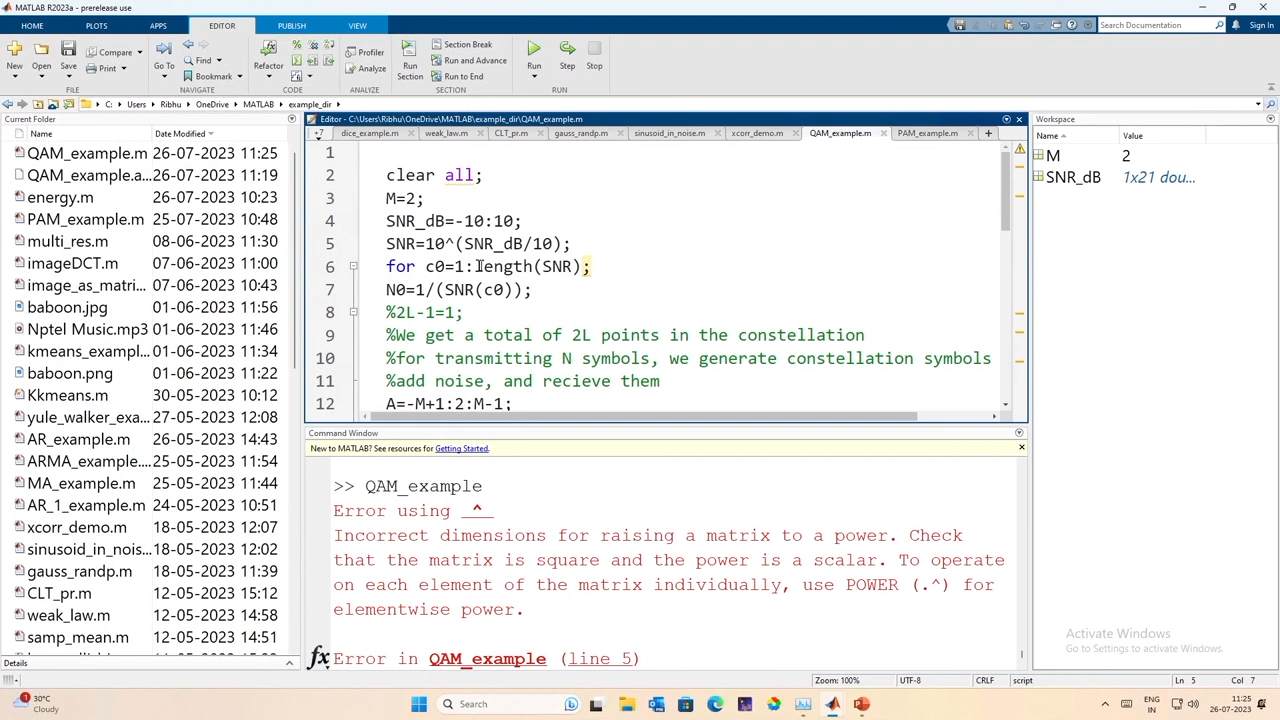 MATLAB R2023a - prerelease use
HOME PLOTS APPS EDITOR PUBLISH VIEW
Search Documentation Sign In
New Open Save Compare Print
Go To Find Bookmark
Refactor Profiler Analyze
Run Section Section Break Run and Advance Run to End
Run Step Stop
FILE NAVIGATE CODE ANALYZE SECTION RUN
C: Users Ribhu OneDrive MATLAB example_dir
Current Folder
Name Date Modified
QAM_example.m 26-07-2023 11:25
QAM_example.a... 26-07-2023 11:19
energy.m 26-07-2023 10:23
PAM_example.m 25-07-2023 10:48
multi_res.m 08-06-2023 11:30
imageDCT.m 06-06-2023 11:50
image_as_matri... 06-06-2023 11:28
baboon.jpg 06-06-2023 11:27
Nptel Music.mp3 01-06-2023 11:46
kmeans_exampl... 01-06-2023 11:34
baboon.png 01-06-2023 11:22
Kkmeans.m 30-05-2023 10:12
yule_walker_exa... 27-05-2023 12:08
AR_example.m 26-05-2023 14:43
ARMA_example.... 25-05-2023 11:54
MA_example.m 25-05-2023 11:44
AR_1_example.m 24-05-2023 10:51
xcorr_demo.m 18-05-2023 12:07
sinusoid_in_nois... 18-05-2023 12:02
gauss_randp.m 18-05-2023 11:39
CLT_pr.m 12-05-2023 15:12
weak_law.m 12-05-2023 14:54
samp_mean.m 12-05-2023 14:51
Details
Editor - C:\Users\Ribhu\OneDrive\MATLAB\example_dir\QAM_example.m
+7 dice_example.m weak_law.m CLT_pr.m gauss_randp.m sinusoid_in_noise.m xcorr_demo.m QAM_example.m PAM_example.m
1
2 clear all;
3 M=2;
4 SNR_dB=-10:10;
5 SNR=10^(SNR_dB/10);
6 for c0=1:length(SNR);
7 N0=1/(SNR(c0));
8 %2L-1=1;
9 %We get a total of 2L points in the constellation
10 %for transmitting N symbols, we generate constellation symbols
11 %add noise, and recieve them
12 A=-M+1:2:M-1;
Command Window
New to MATLAB? See resources for Getting Started.
>> QAM_example
Error using ^
Incorrect dimensions for raising a matrix to a power. Check
that the matrix is square and the power is a scalar. To operate
on each element of the matrix individually, use POWER (.^) for
elementwise power.
fx Error in QAM_example (line 5)
Workspace
Name Value
M 2
SNR_dB 1x21 dou...
Activate Windows
Go to Settings to activate Windows.
Zoom: 100% UTF-8 CRLF script Ln 5 Col 7
30°C
Cloudy
Search
ENG
IN
11:25
26-07-2023